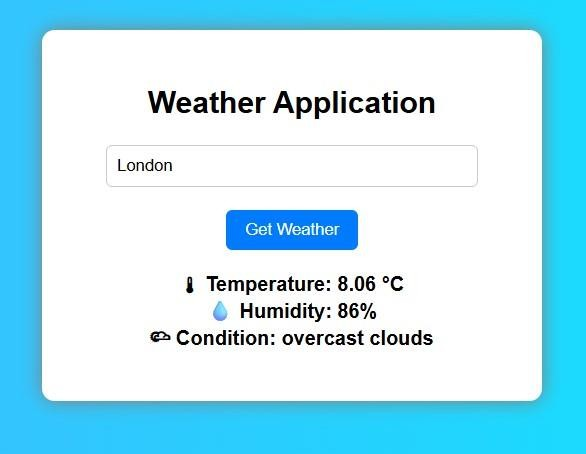 Weather Application
London
Get Weather
🌡 Temperature: 8.06 °C
💧 Humidity: 86%
🌥 Condition: overcast clouds